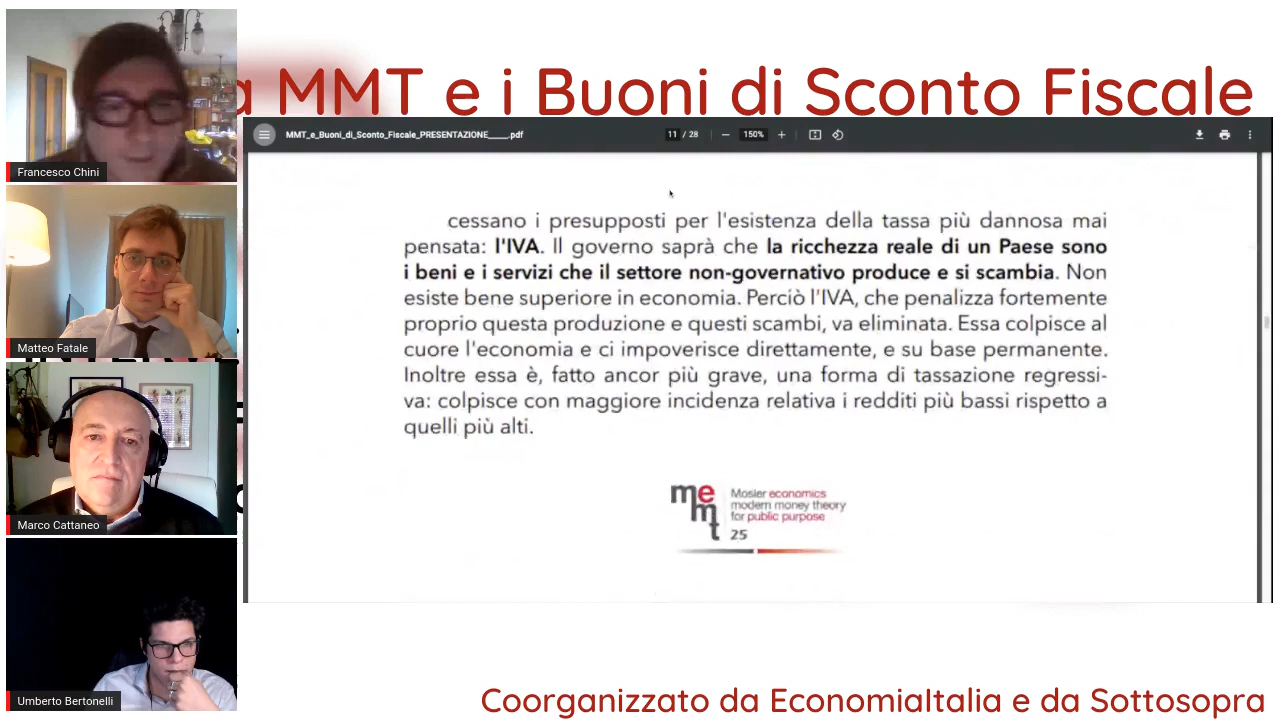 a MMT e i Buoni di Sconto Fiscale
MMT_e_Buoni_di_Sconto_Fiscale_PRESENTAZIONE____.pdf
11 / 28
150%
cessano i presupposti per l'esistenza della tassa più dannosa mai
pensata: l'IVA. Il governo saprà che la ricchezza reale di un Paese sono
i beni e i servizi che il settore non-governativo produce e si scambia. Non
esiste bene superiore in economia. Perciò l'IVA, che penalizza fortemente
proprio questa produzione e questi scambi, va eliminata. Essa colpisce al
cuore l'economia e ci impoverisce direttamente, e su base permanente.
Inoltre essa è, fatto ancor più grave, una forma di tassazione regressi-
va: colpisce con maggiore incidenza relativa i redditi più bassi rispetto a
quelli più alti.
memt
Mosler economics
modern money theory
for public purpose
25
Francesco Chini
Matteo Fatale
Marco Cattaneo
Umberto Bertonelli
Coorganizzato da EconomiaItalia e da Sottosopra